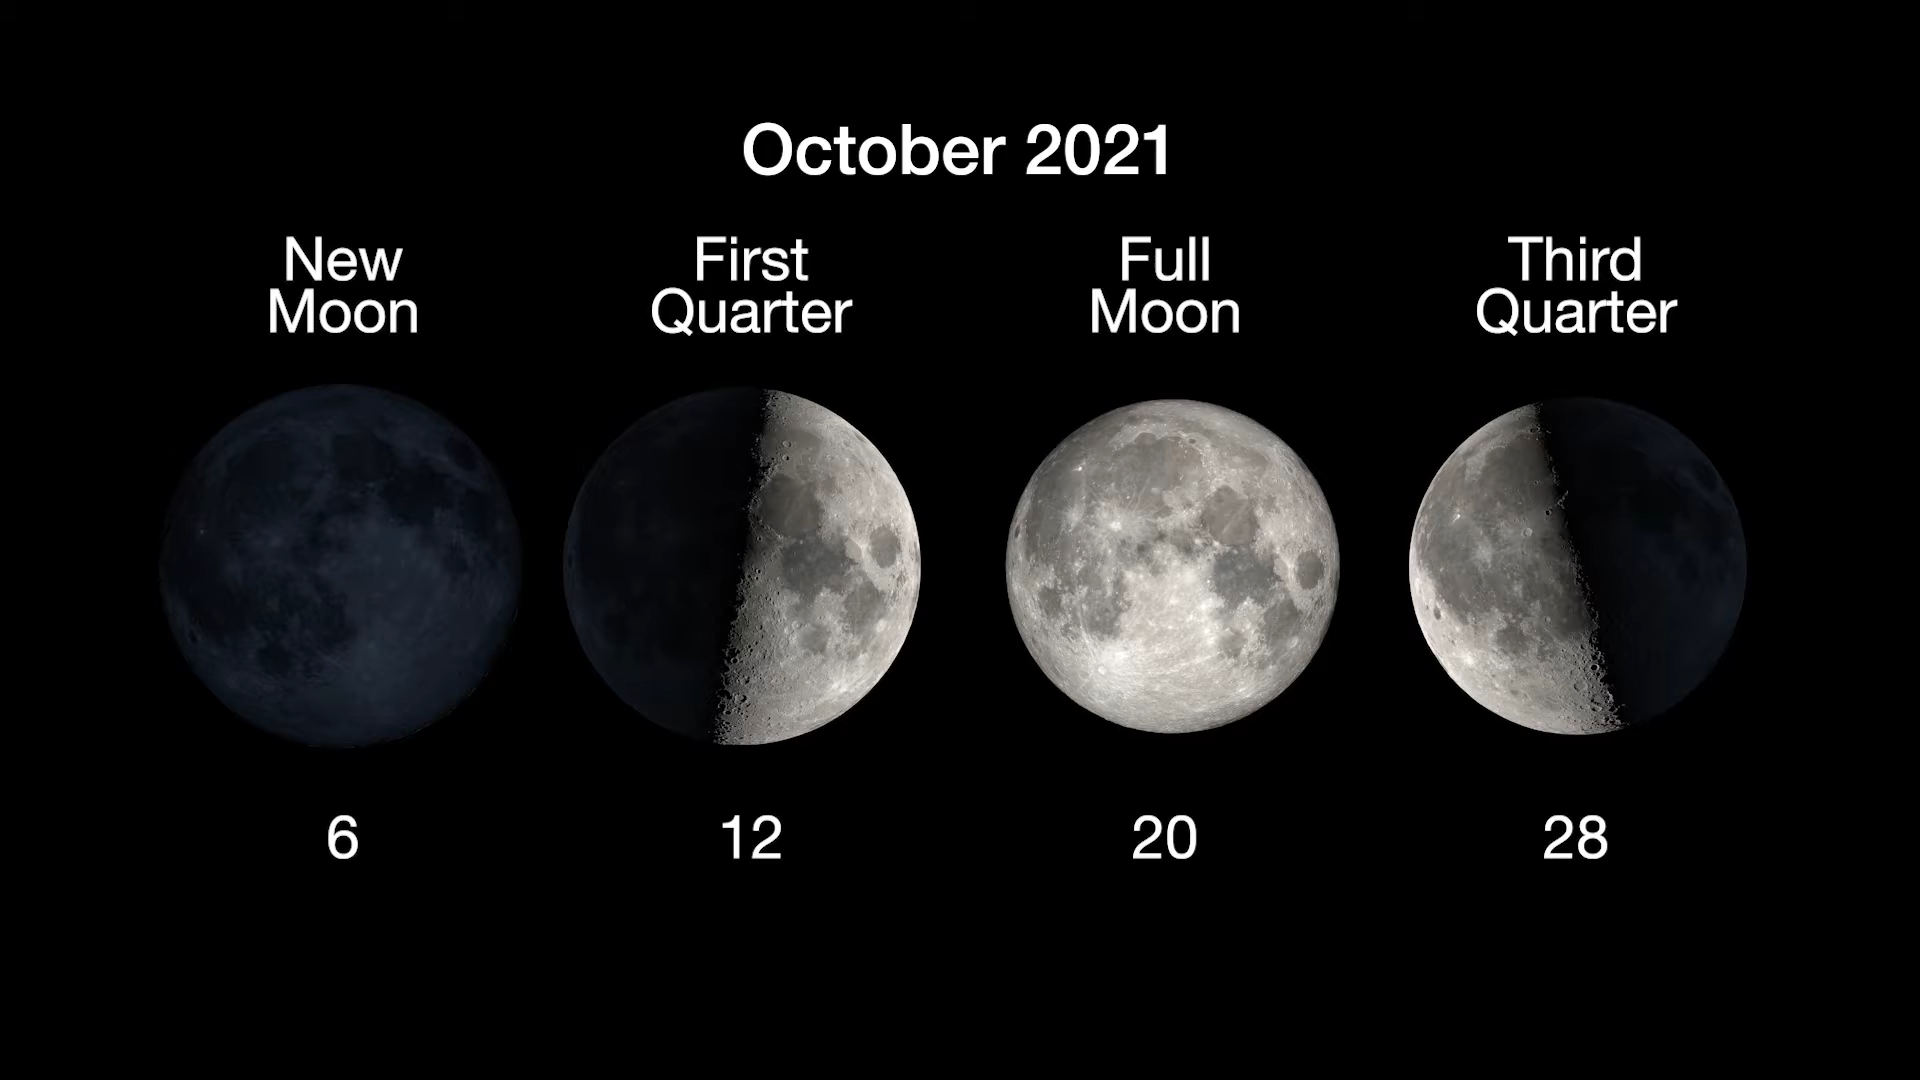 October 2021
New
Moon
First
Quarter
Full
Moon
Third
Quarter
6
12
20
28